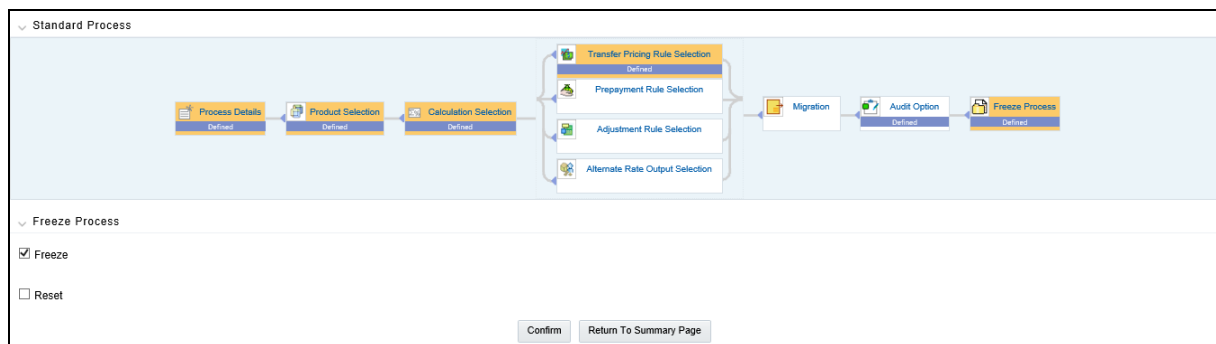 Standard Process
Transfer Pricing Rule Selection
Defined
Prepayment Rule Selection
Process Details
Defined
Product Selection
Defined
Calculation Selection
Defined
Migration
Audit Option
Defined
Freeze Process
Defined
Adjustment Rule Selection
Alternate Rate Output Selection
Freeze Process
Freeze
Reset
Confirm
Return To Summary Page